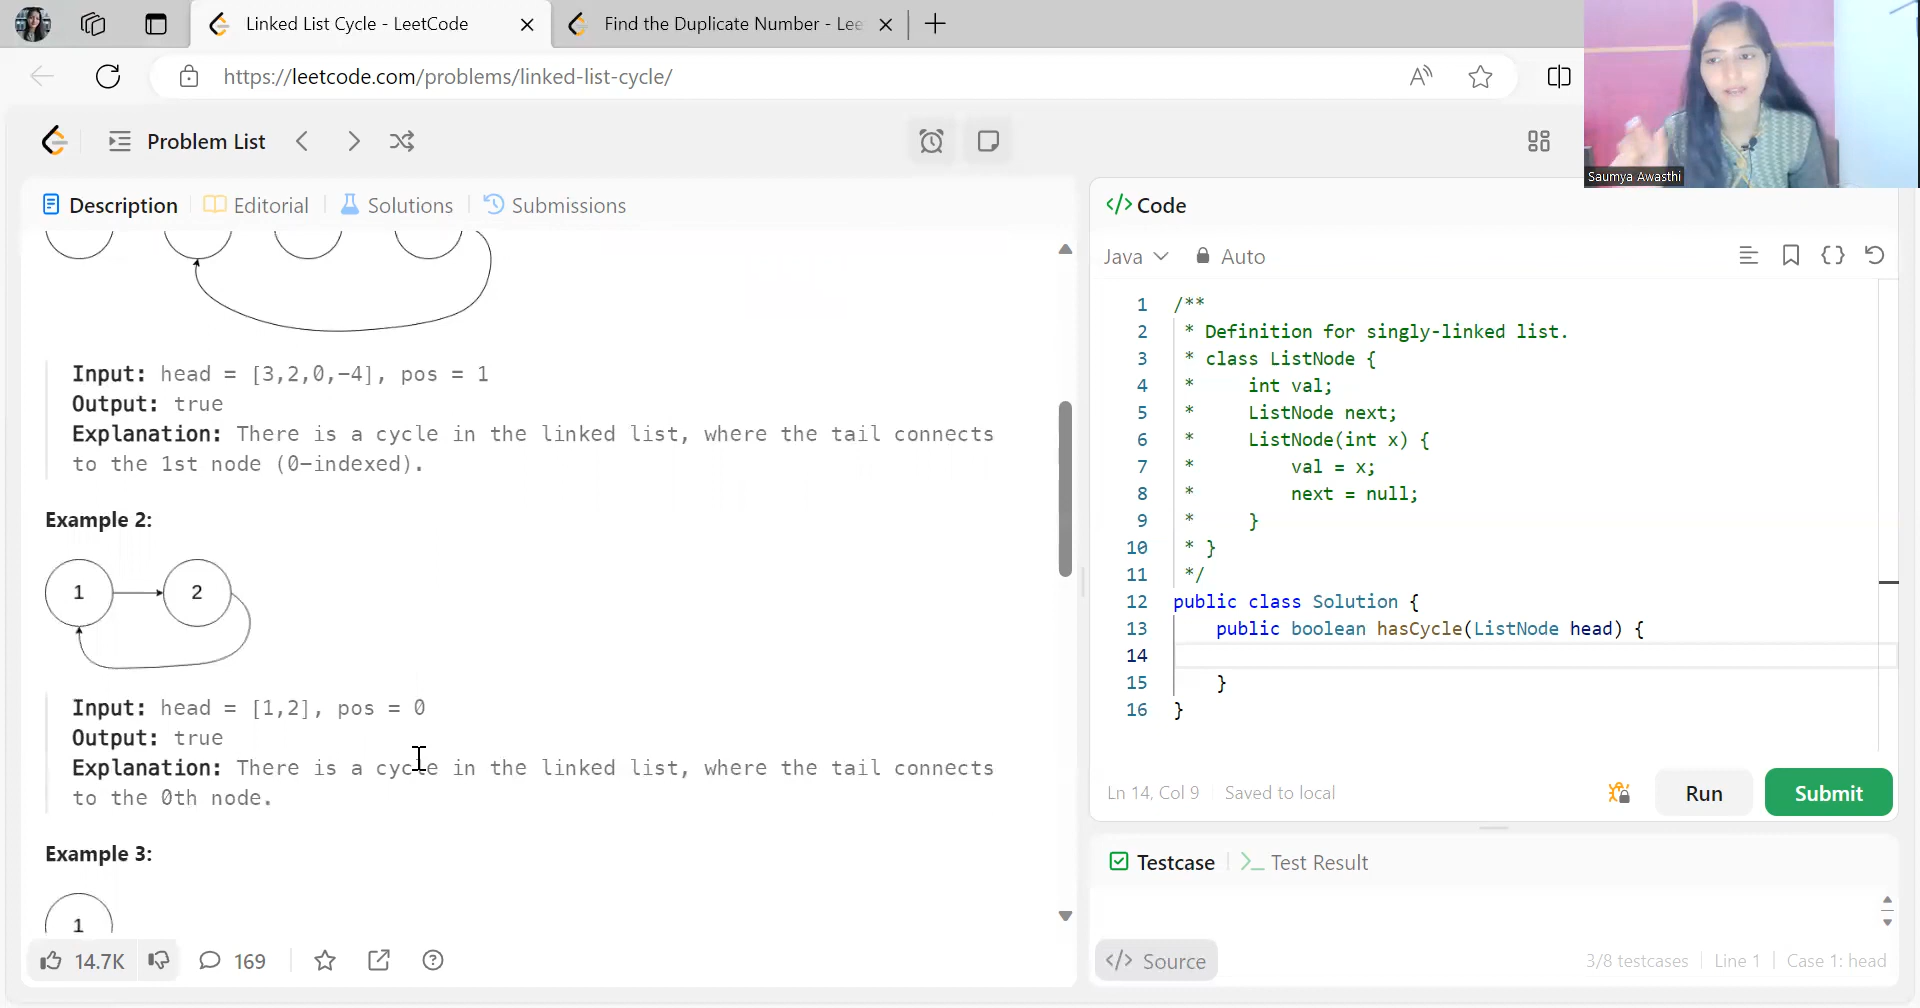 Linked List Cycle - LeetCode
Find the Duplicate Number - Lee
https://leetcode.com/problems/linked-list-cycle/
Saumya Awasthi
Problem List
Description
Editorial
Solutions
Submissions
Input: head = [3,2,0,-4], pos = 1
Output: true
Explanation: There is a cycle in the linked list, where the tail connects
to the 1st node (0-indexed).
Example 2:
1
2
Input: head = [1,2], pos = 0
Output: true
Explanation: There is a cycle in the linked list, where the tail connects
to the 0th node.
Example 3:
1
14.7K
169
</> Code
Java
Auto
1 /**
2 * Definition for singly-linked list.
3 * class ListNode {
4 *     int val;
5 *     ListNode next;
6 *     ListNode(int x) {
7 *         val = x;
8 *         next = null;
9 *     }
10 * }
11 */
12 public class Solution {
13     public boolean hasCycle(ListNode head) {
14
15     }
16 }
Ln 14, Col 9
Saved to local
Run
Submit
Testcase
>_ Test Result
</> Source
3/8 testcases
Line 1
Case 1: head